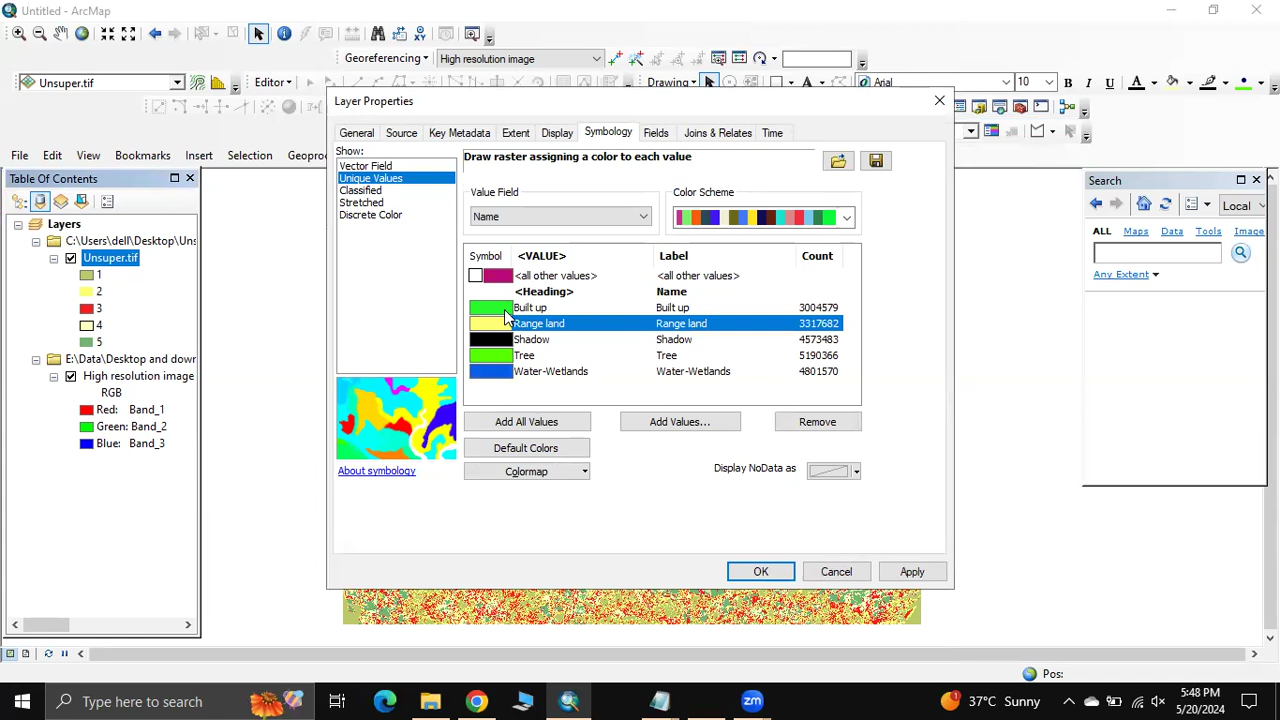 Untitled - ArcMap
Georeferencing
High resolution image
Unsuper.tif
Editor
Drawing
Arial
10
B
I
U
A
File
Edit
View
Bookmarks
Insert
Selection
Geoproc
Table Of Contents
Layers
C:\Users\dell\Desktop\Uns
Unsuper.tif
1
2
3
4
5
E:\Data\Desktop and down
High resolution image
RGB
Red: Band_1
Green: Band_2
Blue: Band_3
Layer Properties
General
Source
Key Metadata
Extent
Display
Symbology
Fields
Joins & Relates
Time
Show:
Vector Field
Unique Values
Classified
Stretched
Discrete Color
About symbology
Draw raster assigning a color to each value
Value Field
Name
Color Scheme
Symbol <VALUE> Label Count
<all other values> <all other values>
<Heading> Name
Built up Built up 3004579
Range land Range land 3317682
Shadow Shadow 4573483
Tree Tree 5190366
Water-Wetlands Water-Wetlands 4801570
Add All Values
Add Values...
Remove
Default Colors
Colormap
Display NoData as
OK
Cancel
Apply
Search
Local
ALL Maps Data Tools Image
Any Extent
Pos:
Type here to search
zm
1
37°C Sunny
5:48 PM
5/20/2024